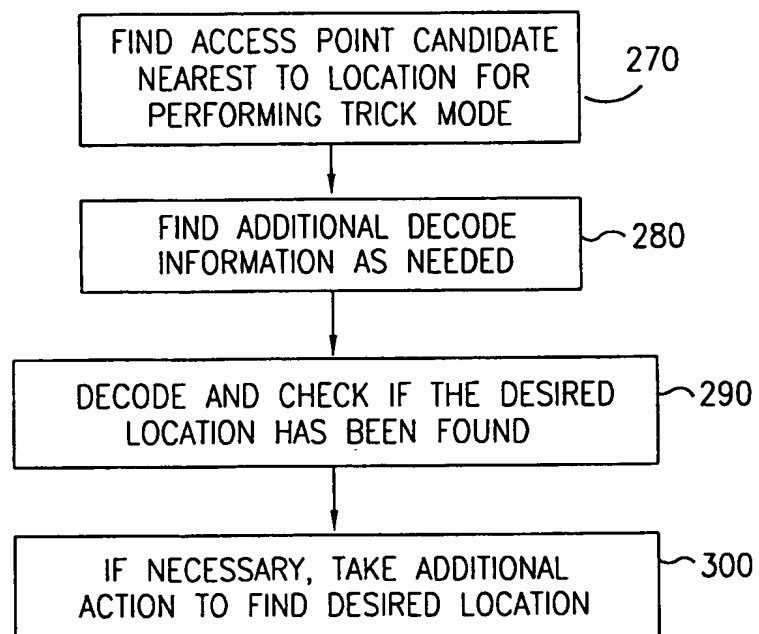 FIND ACCESS POINT CANDIDATE
NEAREST TO LOCATION FOR
PERFORMING TRICK MODE
270
FIND ADDITIONAL DECODE
INFORMATION AS NEEDED
280
DECODE AND CHECK IF THE DESIRED
LOCATION HAS BEEN FOUND
290
IF NECESSARY, TAKE ADDITIONAL
ACTION TO FIND DESIRED LOCATION
300